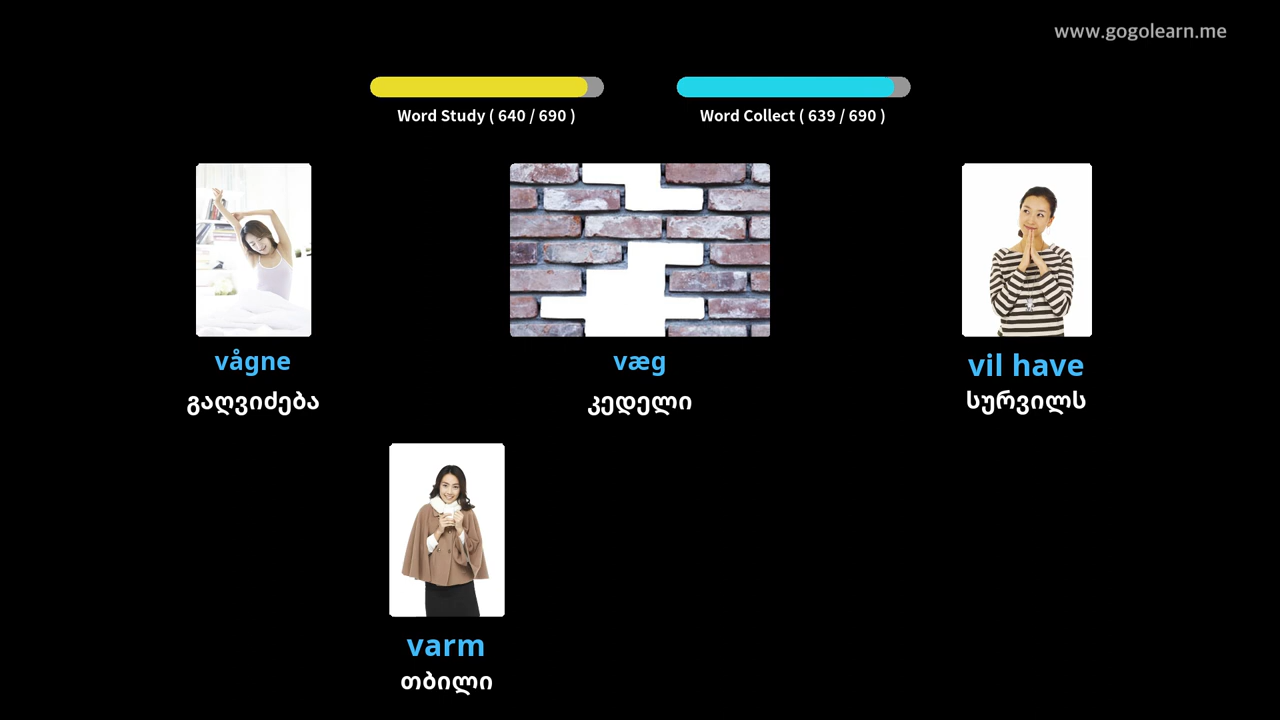 www.gogolearn.me
Word Study ( 640 / 690 )
Word Collect ( 639 / 690 )
vågne
გაღვიძება
væg
კედელი
vil have
სურვილს
varm
თბილი